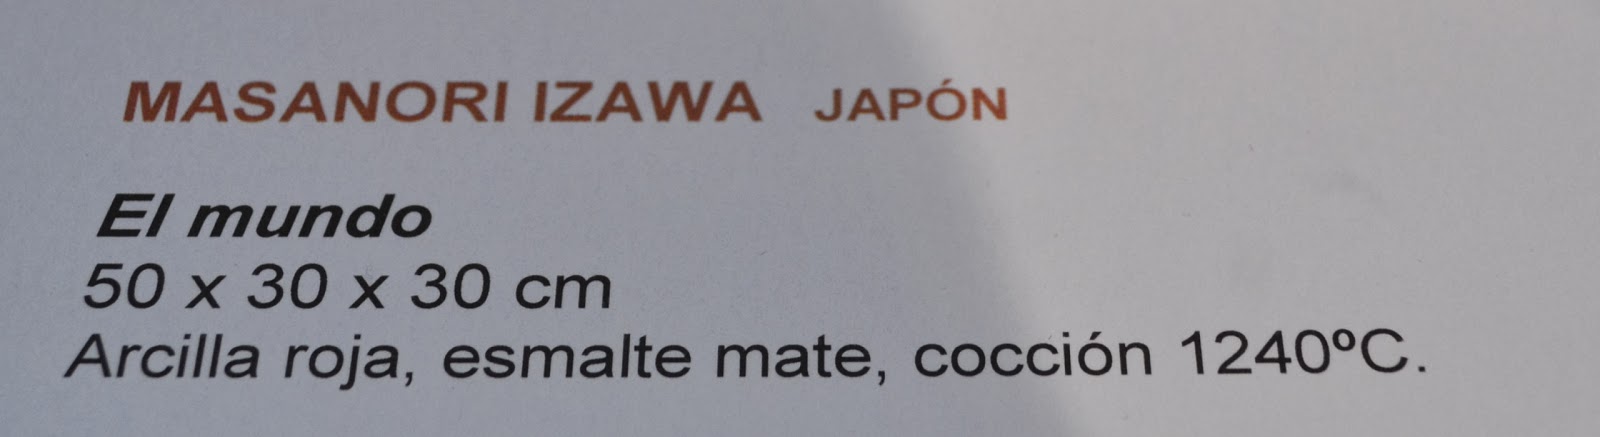 MASANORI IZAWA JAPÓN
El mundo
50 x 30 x 30 cm
Arcilla roja, esmalte mate, cocción 1240ºC.